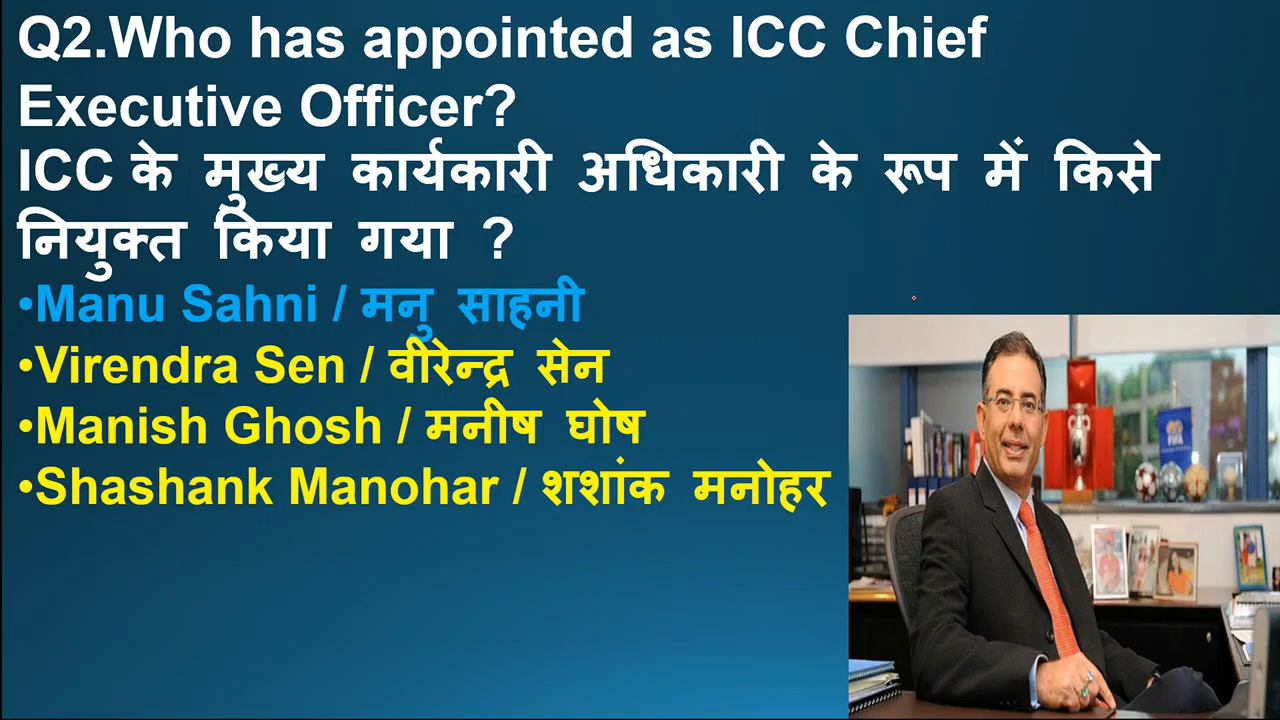 Q2.Who has appointed as ICC Chief
Executive Officer?
ICC के मुख्य कार्यकारी अधिकारी के रूप में किसे
नियुक्त किया गया ?
•Manu Sahni / मनु साहनी
•Virendra Sen / वीरेन्द्र सेन
•Manish Ghosh / मनीष घोष
•Shashank Manohar / शशांक मनोहर
FIFA